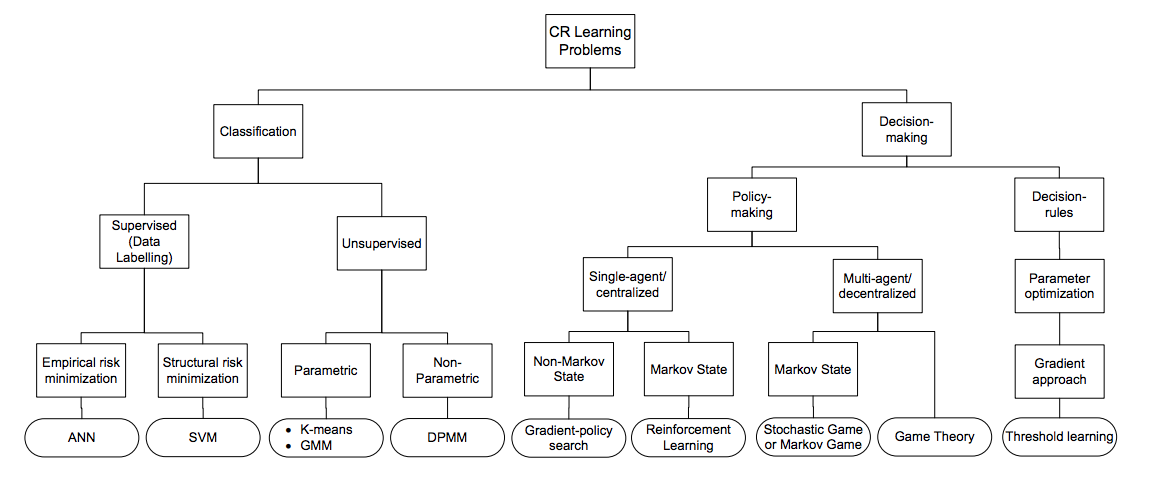 CR Learning
Problems
Classification
Decision-
making
Policy-
making
Decision-
rules
Supervised
(Data
Labelling)
Unsupervised
Single-agent/
centralized
Multi-agent/
decentralized
Parameter
optimization
Empirical risk
minimization
Structural risk
minimization
Parametric
Non-
Parametric
Non-Markov
State
Markov State
Markov State
Gradient
approach
ANN
SVM
• K-means
• GMM
DPMM
Gradient-policy
search
Reinforcement
Learning
Stochastic Game
or Markov Game
Game Theory
Threshold learning